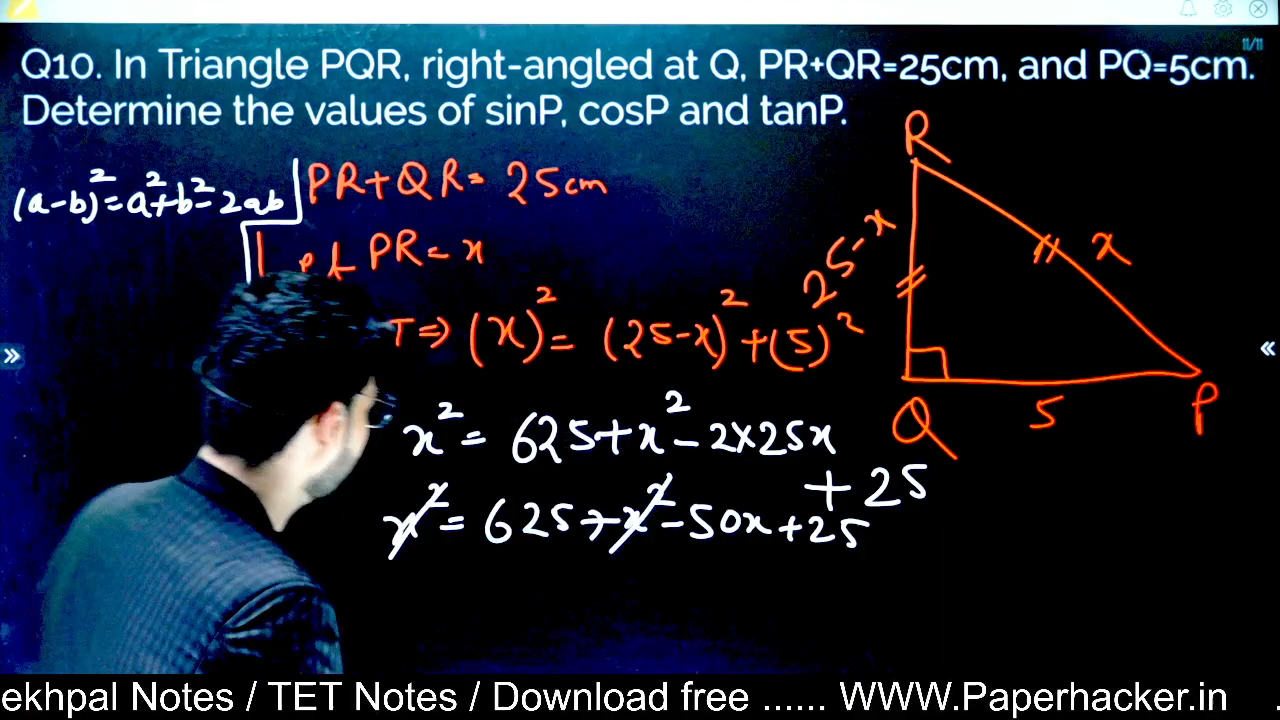 11/11
Q10. In Triangle PQR, right-angled at Q, PR+QR=25cm, and PQ=5cm.
Determine the values of sinP, cosP and tanP.
(a-b)²=a²+b²-2ab
PR+QR=25cm
PR=x
T⇒(x)²=(25-x)²+(5)²
x²=625+x²-2×25x
+25
x²=625+x²-50x+25
R
25-x
x
Q
5
P
ekhpal Notes / TET Notes / Download free ...... WWW.Paperhacker.in